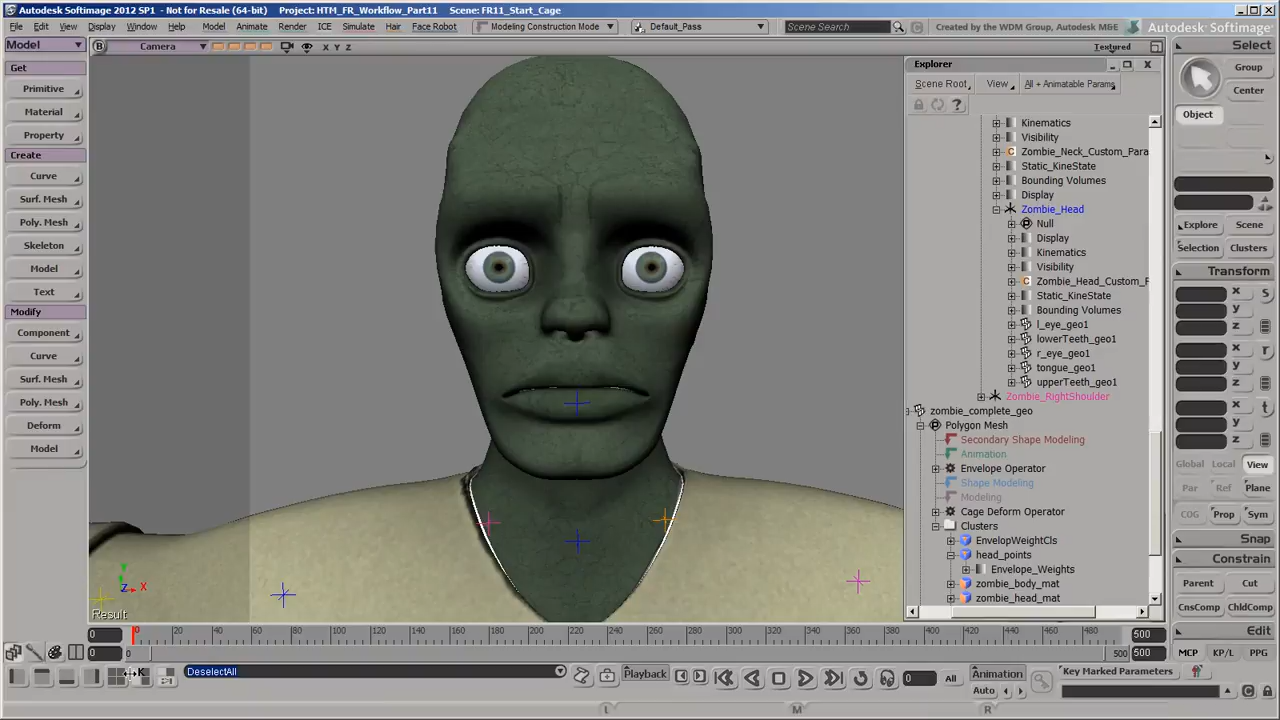 Autodesk Softimage 2012 SP1 - Not for Resale (64-bit) Project: HTM_FR_Workflow_Part11 Scene: FR11_Start_Cage
File Edit Display Window Help Model Animate Render ICE Simulate Hair Face Robot Modeling Construction Mode Default_Pass Scene Search Created by the WDM Group, Autodesk M&E Autodesk Softimage
Model B Camera X Y Z Textured Select
Get Explorer Group
Primitive Scene Root View All + Animatable Params Center
Material ?
Property Kinematics Object
Create Visibility
Curve C Zombie_Neck_Custom_Para
Surf. Mesh Static_KineState
Poly. Mesh Bounding Volumes
Skeleton Display
Model Zombie_Head
Text Null Explore Scene
Modify Display Selection Clusters
Component Kinematics Transform
Curve Visibility
Surf. Mesh C Zombie_Head_Custom_P
Poly. Mesh Static_KineState x s
Deform Bounding Volumes y
Model l_eye_geo1 z
lowerTeeth_geo1 x r
r_eye_geo1 y
tongue_geo1 z
upperTeeth_geo1 x t
Zombie_RightShoulder y
zombie_complete_geo z
Polygon Mesh Global Local View
Secondary Shape Modeling Par Ref Plane
Animation COG Prop Sym
Envelope Operator Snap
Shape Modeling Constrain
Modeling Parent Cut
Cage Deform Operator CnsComp ChldComp
Clusters Edit
EnvelopWeightCls
head_points
Envelope_Weights
zombie_body_mat
zombie_head_mat
Y X Z
Result
0 0 20 40 60 80 100 120 140 160 180 200 220 240 260 280 300 320 340 360 380 400 420 440 460 480 500
0 0 500 500 MCP KP/L PPG
DeselectAll Playback 0 All Animation Key Marked Parameters
Auto
L M R